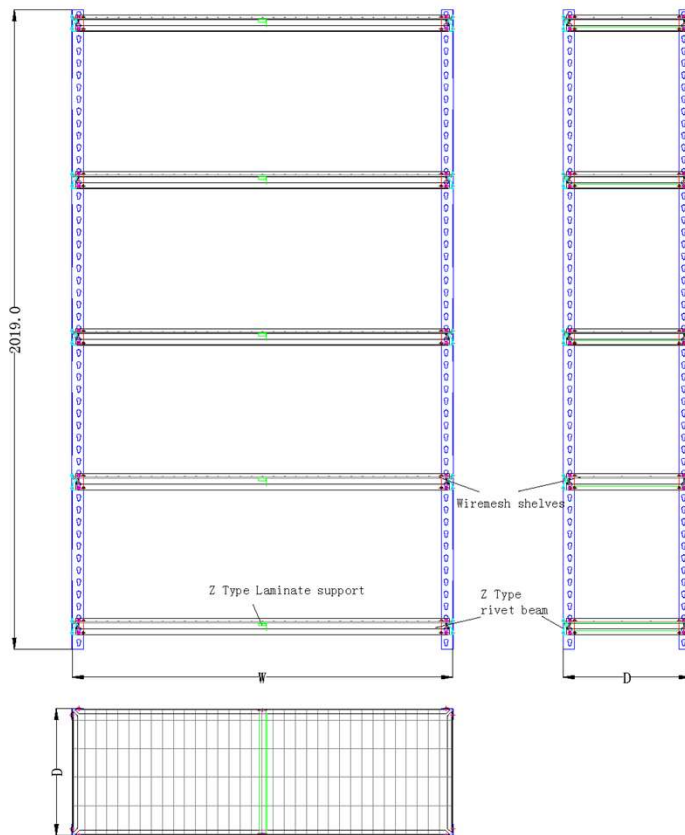 2019.0
Wiremesh shelves
Z Type Laminate support
Z Type
rivet beam
W
D
D